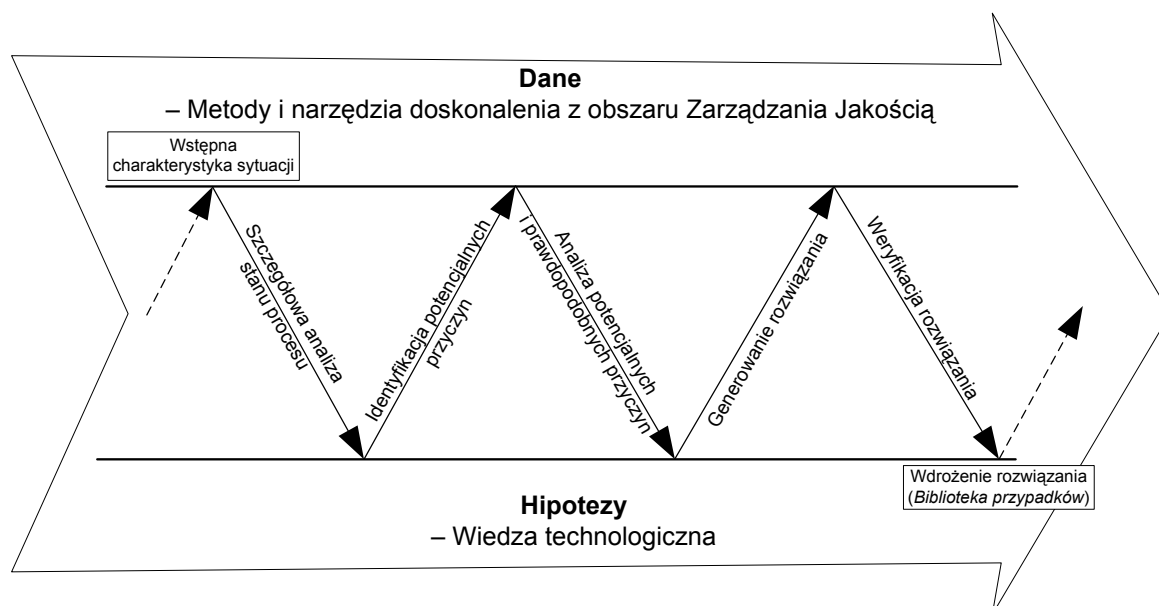 Dane
– Metody i narzędzia doskonalenia z obszaru Zarządzania Jakością
Wstępna
charakterystyka sytuacji
Szczegółowa analiza
stanu procesu
Identyfikacja potencjalnych
przyczyn
Analiza potencjalnych
i prawdopodobnych przyczyn
Generowanie rozwiązania
Weryfikacja rozwiązania
Wdrożenie rozwiązania
(Biblioteka przypadków)
Hipotezy
– Wiedza technologiczna